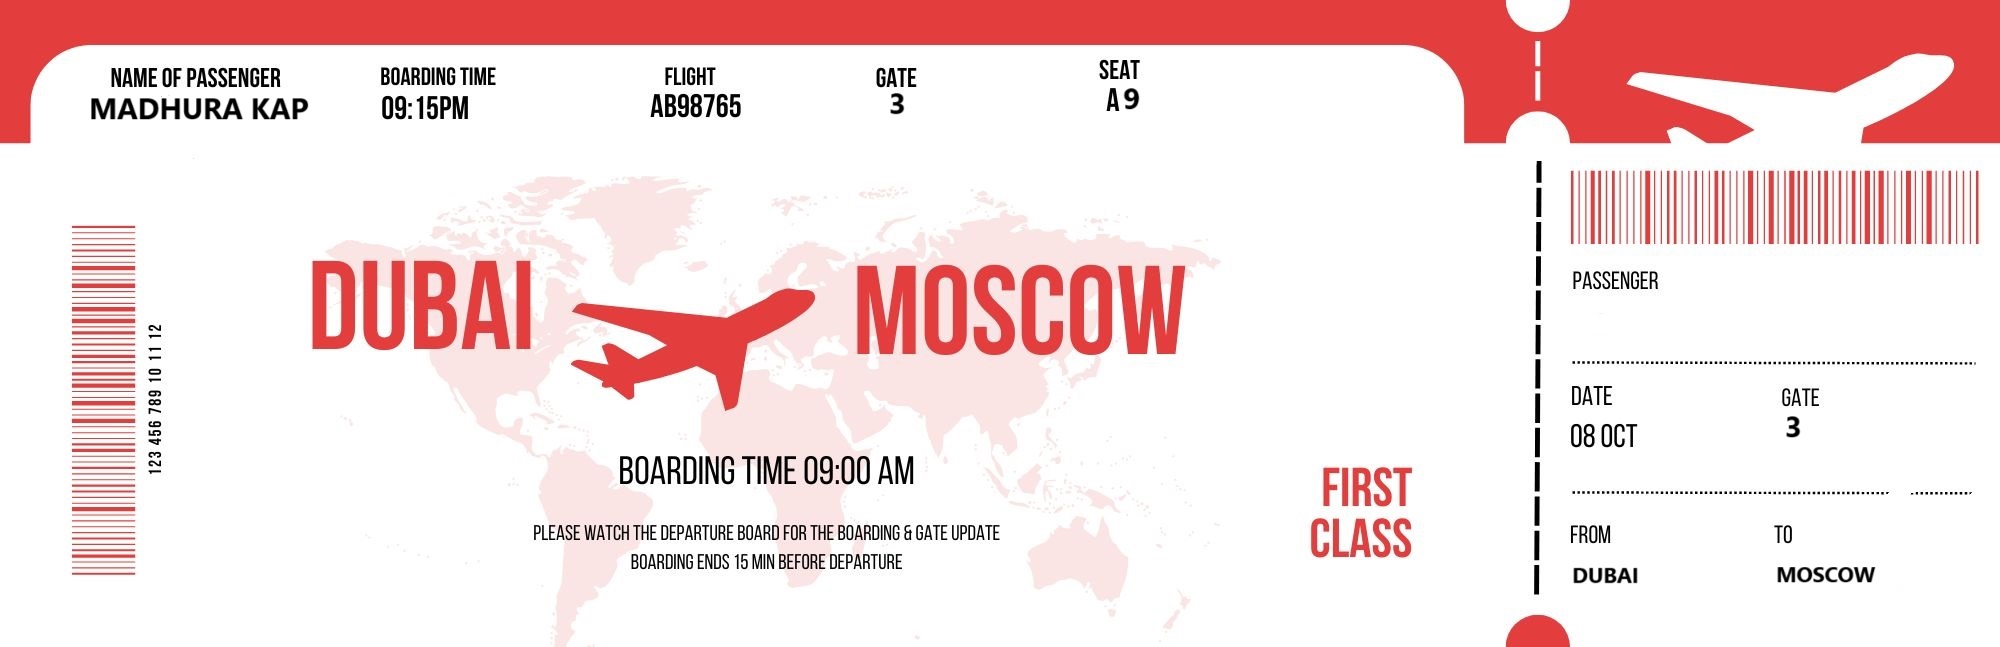 NAME OF PASSENGER
MADHURA KAP
BOARDING TIME
09:15PM
FLIGHT
AB98765
GATE
3
SEAT
A 9
123 456 789 10 11 12
DUBAI
MOSCOW
BOARDING TIME 09:00 AM
PLEASE WATCH THE DEPARTURE BOARD FOR THE BOARDING & GATE UPDATE
BOARDING ENDS 15 MIN BEFORE DEPARTURE
FIRST
CLASS
PASSENGER
DATE
08 OCT
GATE
3
FROM
DUBAI
TO
MOSCOW